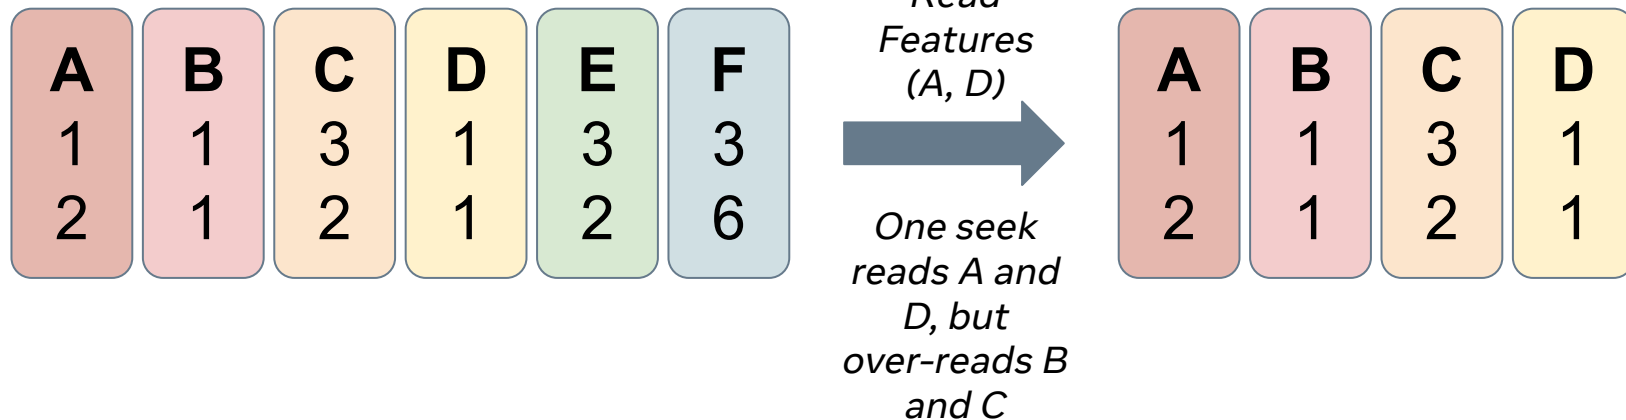 A B C D E F
1 1 3 1 3 3
2 1 2 1 2 6
Read
Features
(A, D)
One seek
reads A and
D, but
over-reads B
and C
A B C D
1 1 3 1
2 1 2 1